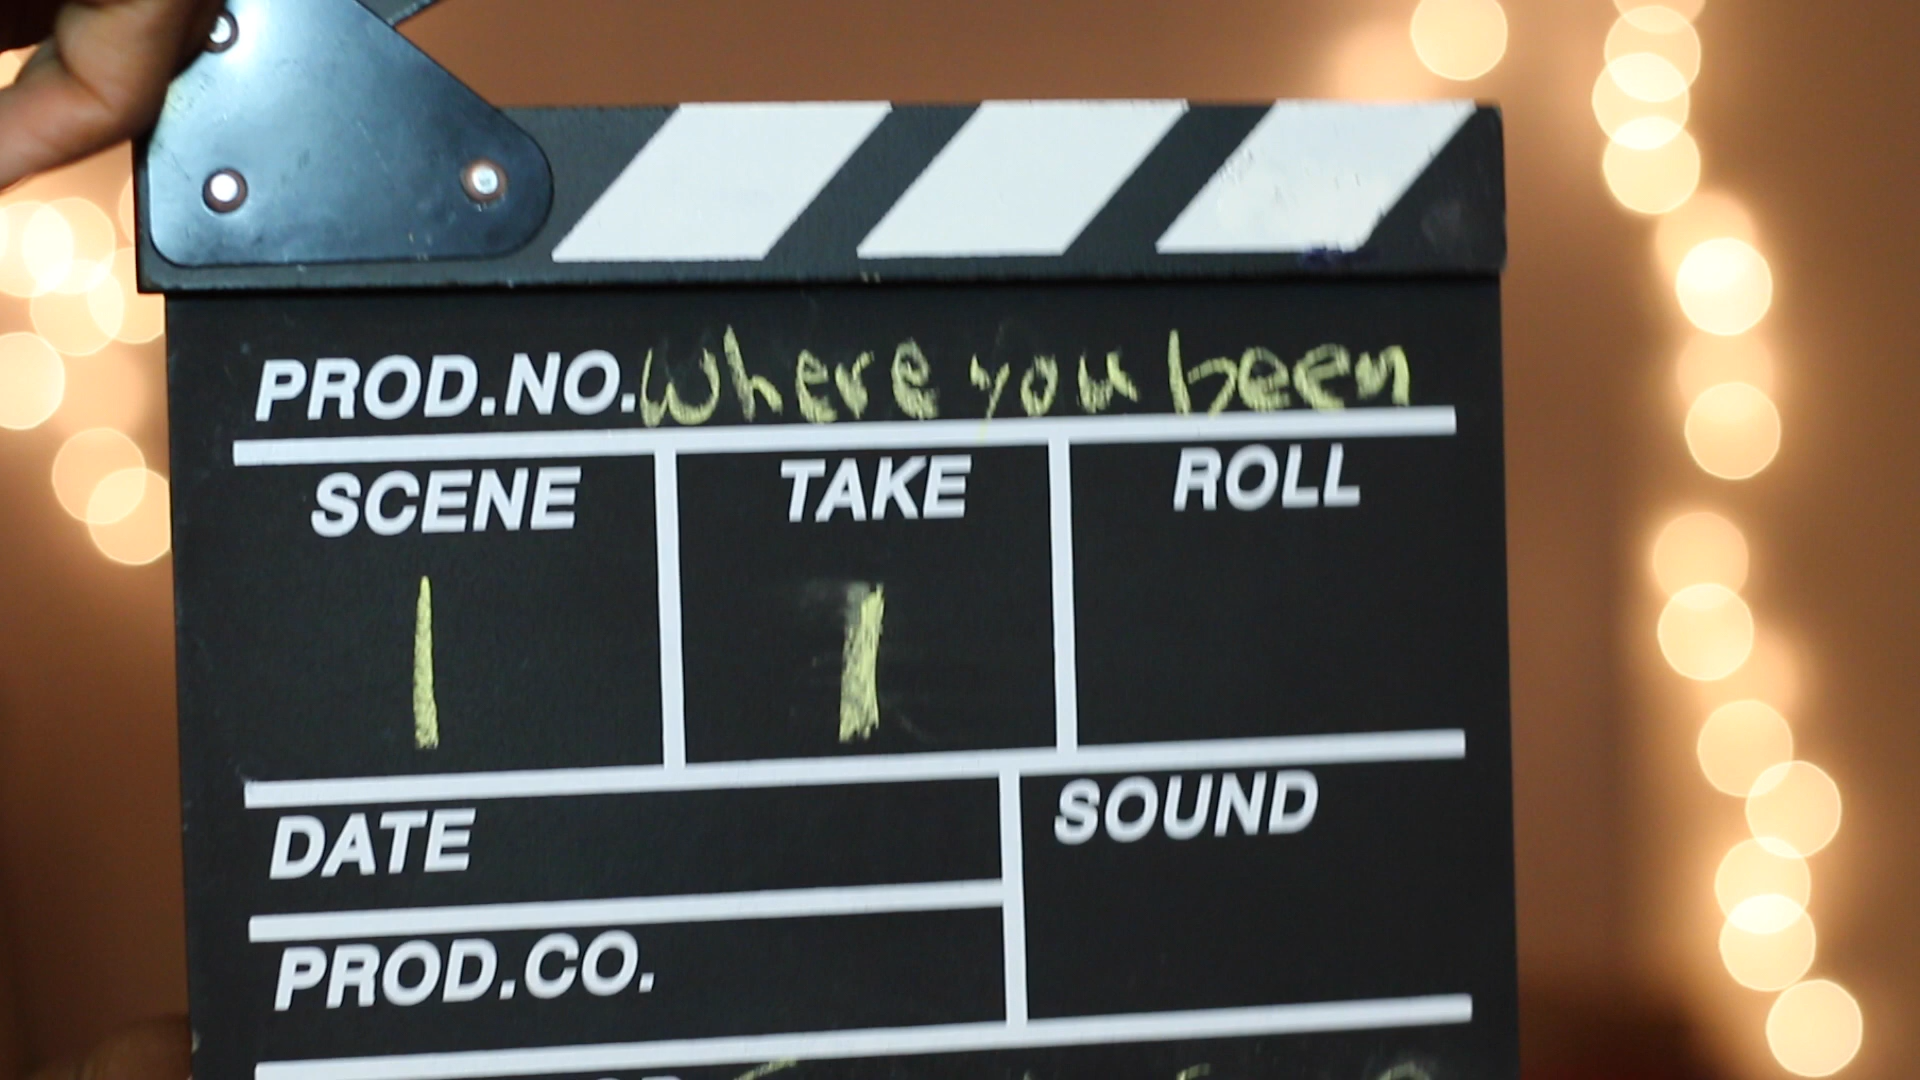 PROD.NO. Where you been
SCENE TAKE ROLL
1 1
DATE SOUND
PROD.CO.